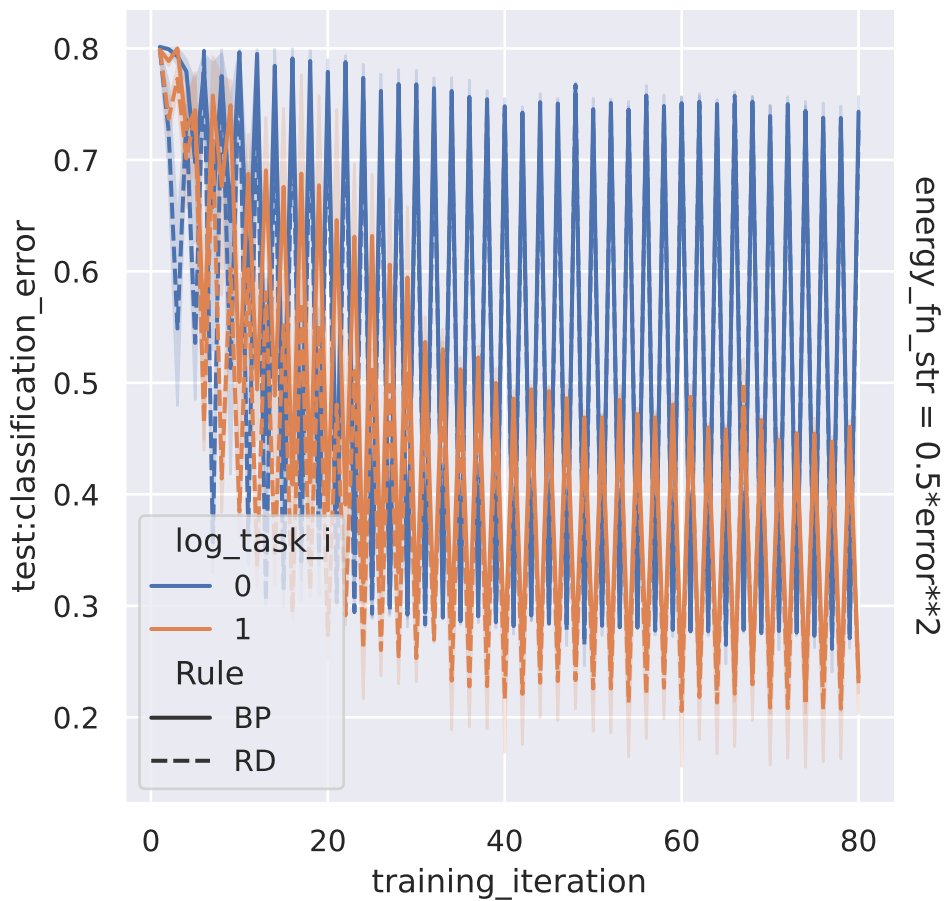 0.8
0.7
0.6
0.5
0.4
0.3
0.2
test:classification_error
log_task_i
0
1
Rule
BP
RD
0
20
40
60
80
training_iteration
energy_fn_str = 0.5*error**2